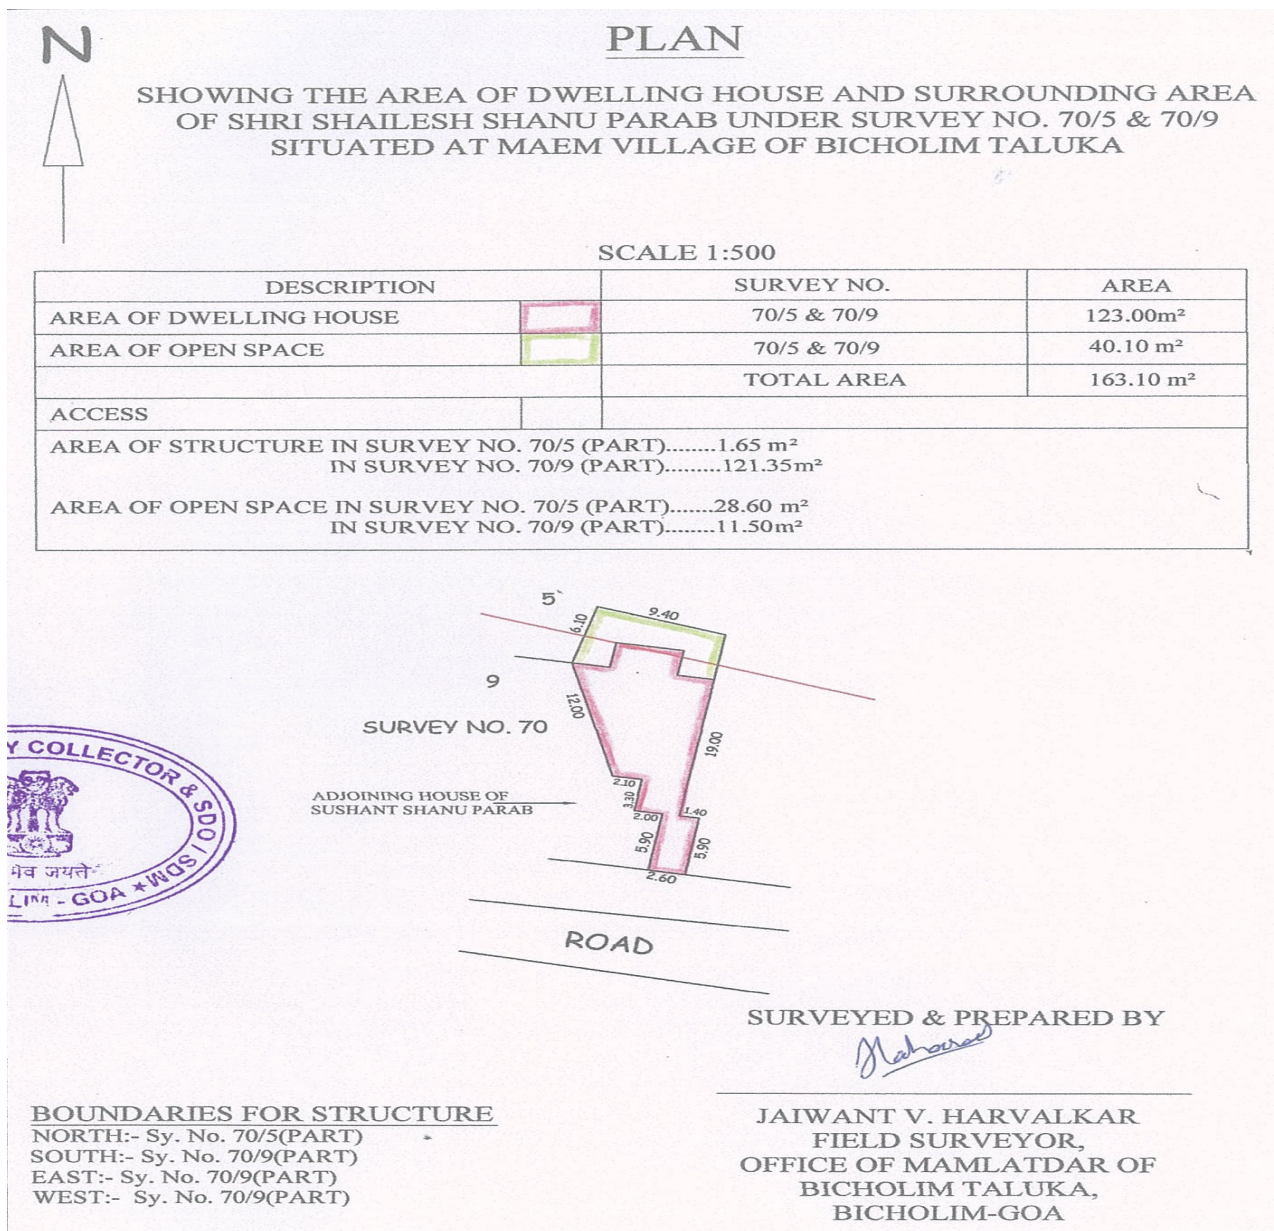 N
PLAN
SHOWING THE AREA OF DWELLING HOUSE AND SURROUNDING AREA
OF SHRI SHAILESH SHANU PARAB UNDER SURVEY NO. 70/5 & 70/9
SITUATED AT MAEM VILLAGE OF BICHOLIM TALUKA
SCALE 1:500
DESCRIPTION SURVEY NO. AREA
AREA OF DWELLING HOUSE 70/5 & 70/9 123.00m²
AREA OF OPEN SPACE 70/5 & 70/9 40.10 m²
TOTAL AREA 163.10 m²
ACCESS
AREA OF STRUCTURE IN SURVEY NO. 70/5 (PART)........1.65 m²
IN SURVEY NO. 70/9 (PART).........121.35m²
AREA OF OPEN SPACE IN SURVEY NO. 70/5 (PART).......28.60 m²
IN SURVEY NO. 70/9 (PART)........11.50m²
5
6.10
9.40
9
12.00
SURVEY NO. 70
19.00
2.10
3.30
ADJOINING HOUSE OF
SUSHANT SHANU PARAB
2.00
1.40
5.90
5.90
2.60
ROAD
Y COLLECTOR & SDO / SDM
मेव जयते
LIM - GOA ★
SURVEYED & PREPARED BY
JAIWANT V. HARVALKAR
FIELD SURVEYOR,
OFFICE OF MAMLATDAR OF
BICHOLIM TALUKA,
BICHOLIM-GOA
BOUNDARIES FOR STRUCTURE
NORTH:- Sy. No. 70/5(PART)
SOUTH:- Sy. No. 70/9(PART)
EAST:- Sy. No. 70/9(PART)
WEST:- Sy. No. 70/9(PART)